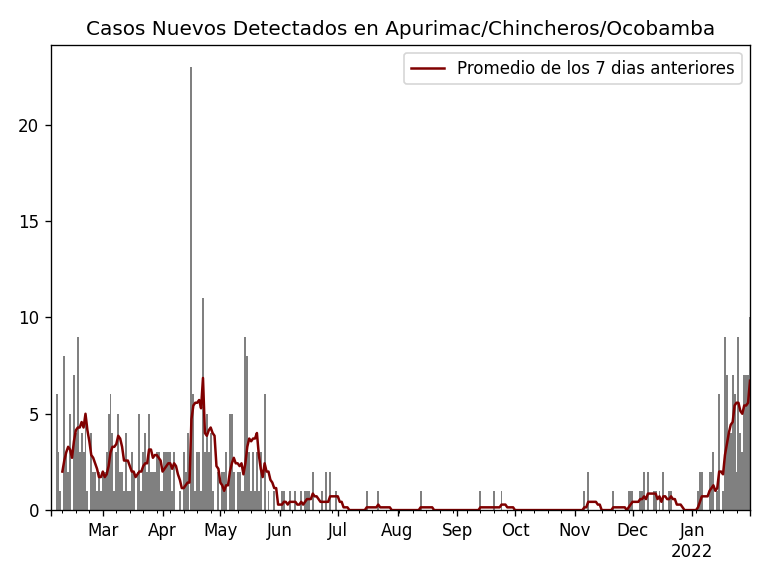 Casos Nuevos Detectados en Apurimac/Chincheros/Ocobamba
Promedio de los 7 dias anteriores
20
15
10
5
0
Mar Apr May Jun Jul Aug Sep Oct Nov Dec Jan
2022